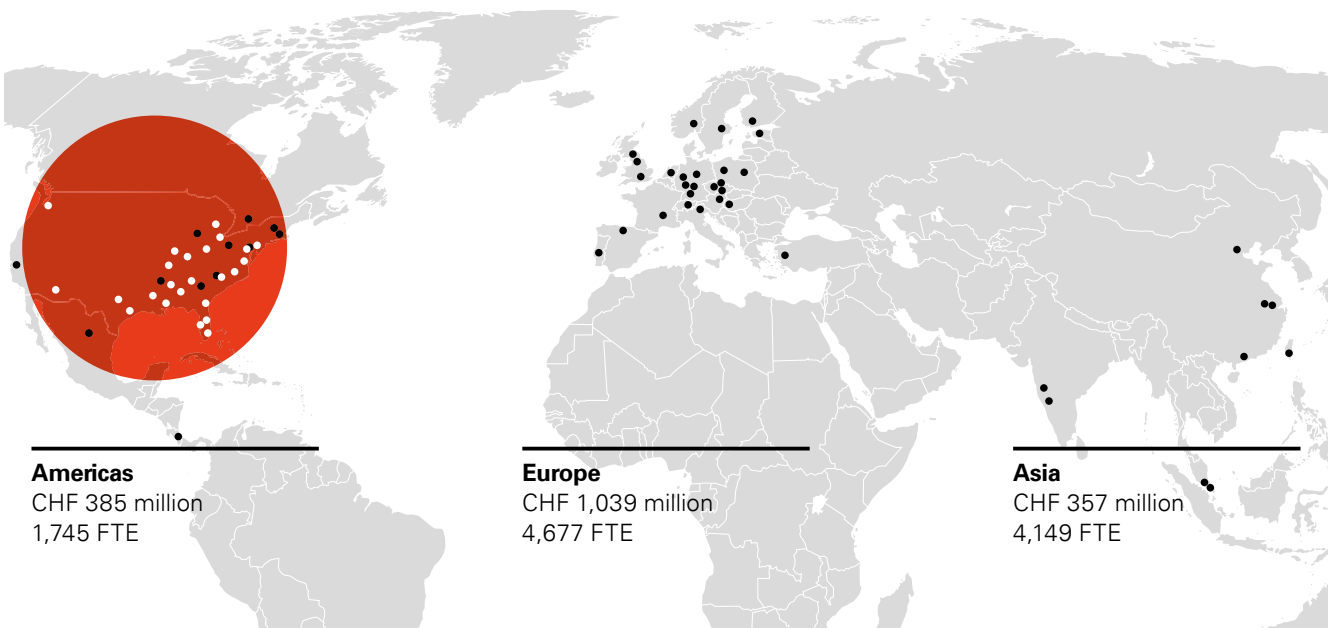 Americas
CHF 385 million
1,745 FTE
Europe
CHF 1,039 million
4,677 FTE
Asia
CHF 357 million
4,149 FTE